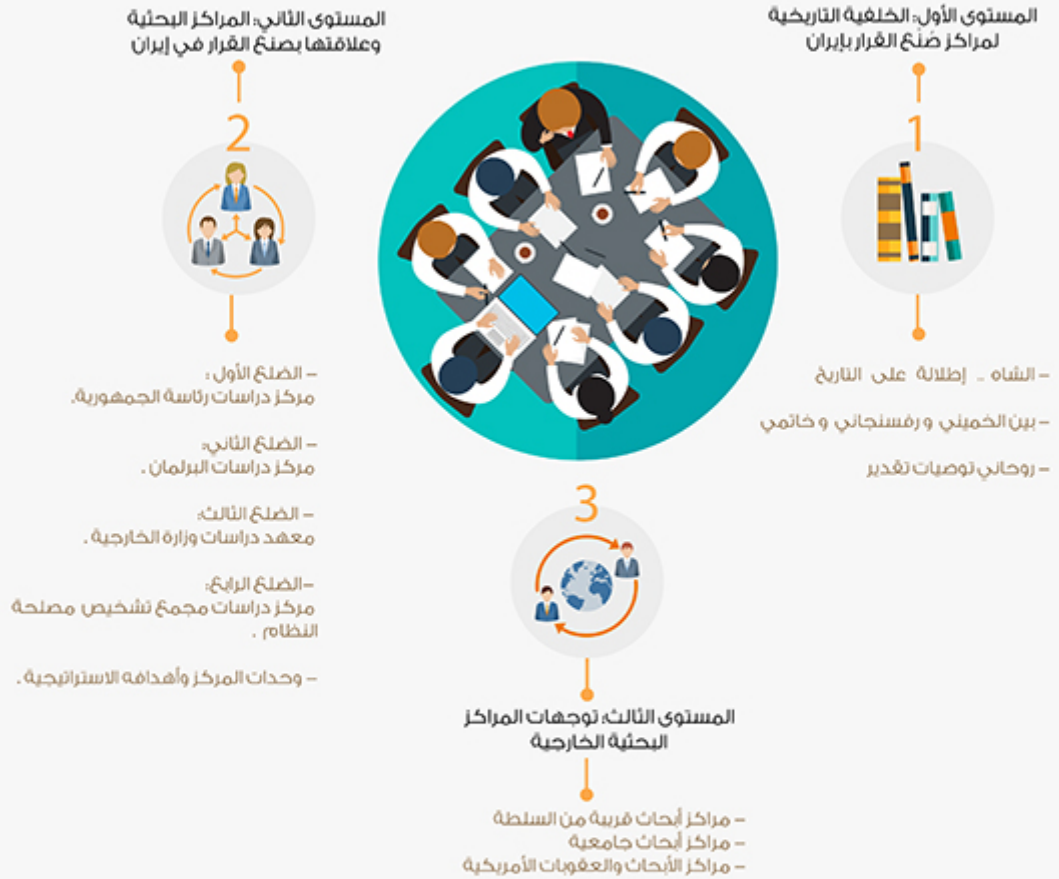 المستوى الأول: الخلفية التاريخية
لمراكز صُنْع القرار بإيران
1
– الشاه .. إطلالة على التاريخ
– بين الخميني و رفسنجاني و خاتمي
– روحاني توصيات تقدير
المستوى الثاني: المراكز البحثية
وعلاقتها بصنع القرار في إيران
2
– الضلع الأول :
مركز دراسات رئاسة الجمهورية.
– الضلع الثاني:
مركز دراسات البرلمان .
– الضلع الثالث:
معهد دراسات وزارة الخارجية .
–الضلع الرابع:
مركز دراسات مجمع تشخيص مصلحة
النظام .
– وحدات المركز وأهدافه الاستراتيجية .
3
المستوى الثالث: توجهات المراكز
البحثية الخارجية
– مراكز أبحاث قريبة من السلطة
– مراكز أبحاث جامعية
– مراكز الأبحاث والعقوبات الأمريكية